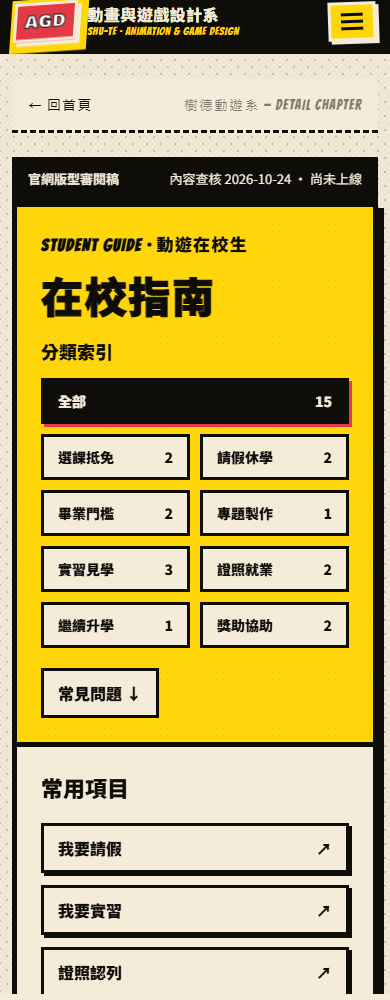 AGD
動畫與遊戲設計系
SHU-TE · ANIMATION & GAME DESIGN
← 回首頁
樹德動遊系 — DETAIL CHAPTER
官網版型審閱稿
內容查核 2026-10-24 · 尚未上線
STUDENT GUIDE · 動遊在校生
在校指南
分類索引
全部 15
選課抵免 2
請假休學 2
畢業門檻 2
專題製作 1
實習見學 3
證照就業 2
繼續升學 1
獎助協助 2
常見問題 ↓
常用項目
我要請假 ↗
我要實習 ↗
證照認列 ↗